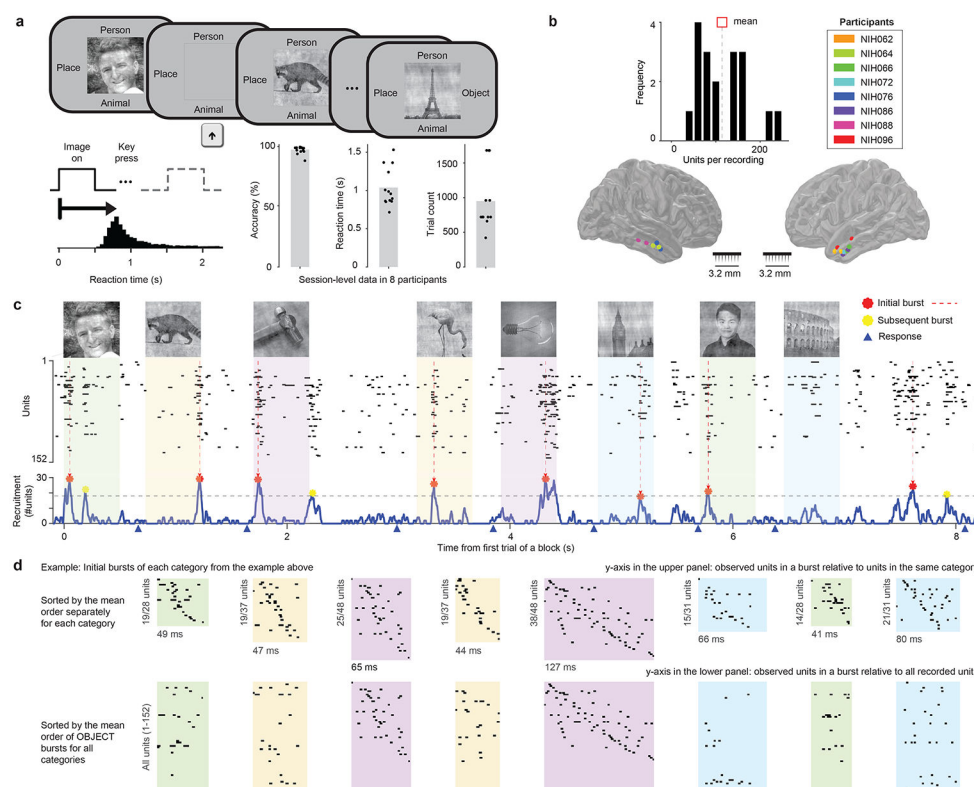 a
Person
Place
Animal
Person
Place
Animal
Person
Place
Animal
Person
Place
Object
Animal
Image on
Key press
Reaction time (s)
0
1
2
Accuracy (%)
100
50
0
Reaction time (s)
1.5
1.0
0.5
0
Trial count
1500
1000
500
0
Session-level data in 8 participants
b
mean
Frequency
4
2
0
0
200
Units per recording
Participants
NIH062
NIH064
NIH066
NIH072
NIH076
NIH086
NIH088
NIH096
3.2 mm
3.2 mm
c
Initial burst
Subsequent burst
Response
Units
1
152
Recruitment (#units)
30
0
0
2
4
6
8
Time from first trial of a block (s)
d
Example: Initial bursts of each category from the example above
y-axis in the upper panel: observed units in a burst relative to units in the same categor
Sorted by the mean
order separately
for each category
19/28 units
49 ms
19/37 units
47 ms
25/48 units
65 ms
19/37 units
44 ms
38/48 units
127 ms
15/31 units
66 ms
14/28 units
41 ms
21/31 units
80 ms
y-axis in the lower panel: observed units in a burst relative to all recorded unit
Sorted by the mean
order of OBJECT
bursts for all
categories
All units (1-152)